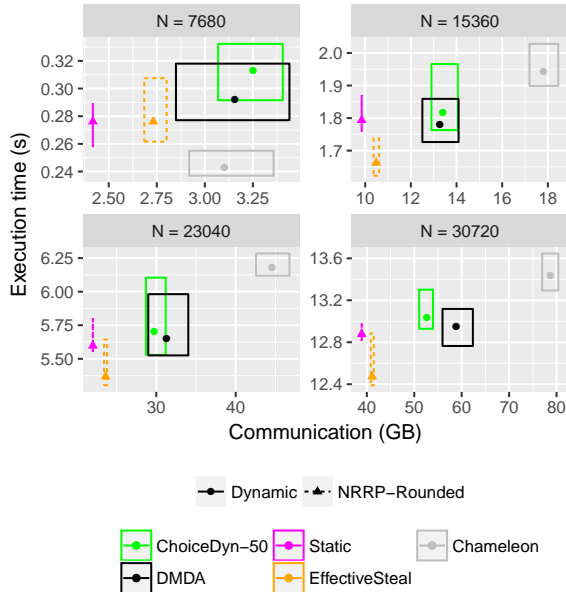 N = 7680
N = 15360
0.32
0.30
0.28
0.26
0.24
2.0
1.9
1.8
1.7
2.50 2.75 3.00 3.25
10 12 14 16 18
N = 23040
N = 30720
6.25
6.00
5.75
5.50
13.6
13.2
12.8
12.4
30 40
40 50 60 70 80
Execution time (s)
Communication (GB)
Dynamic NRRP−Rounded
ChoiceDyn−50 Static Chameleon
DMDA EffectiveSteal